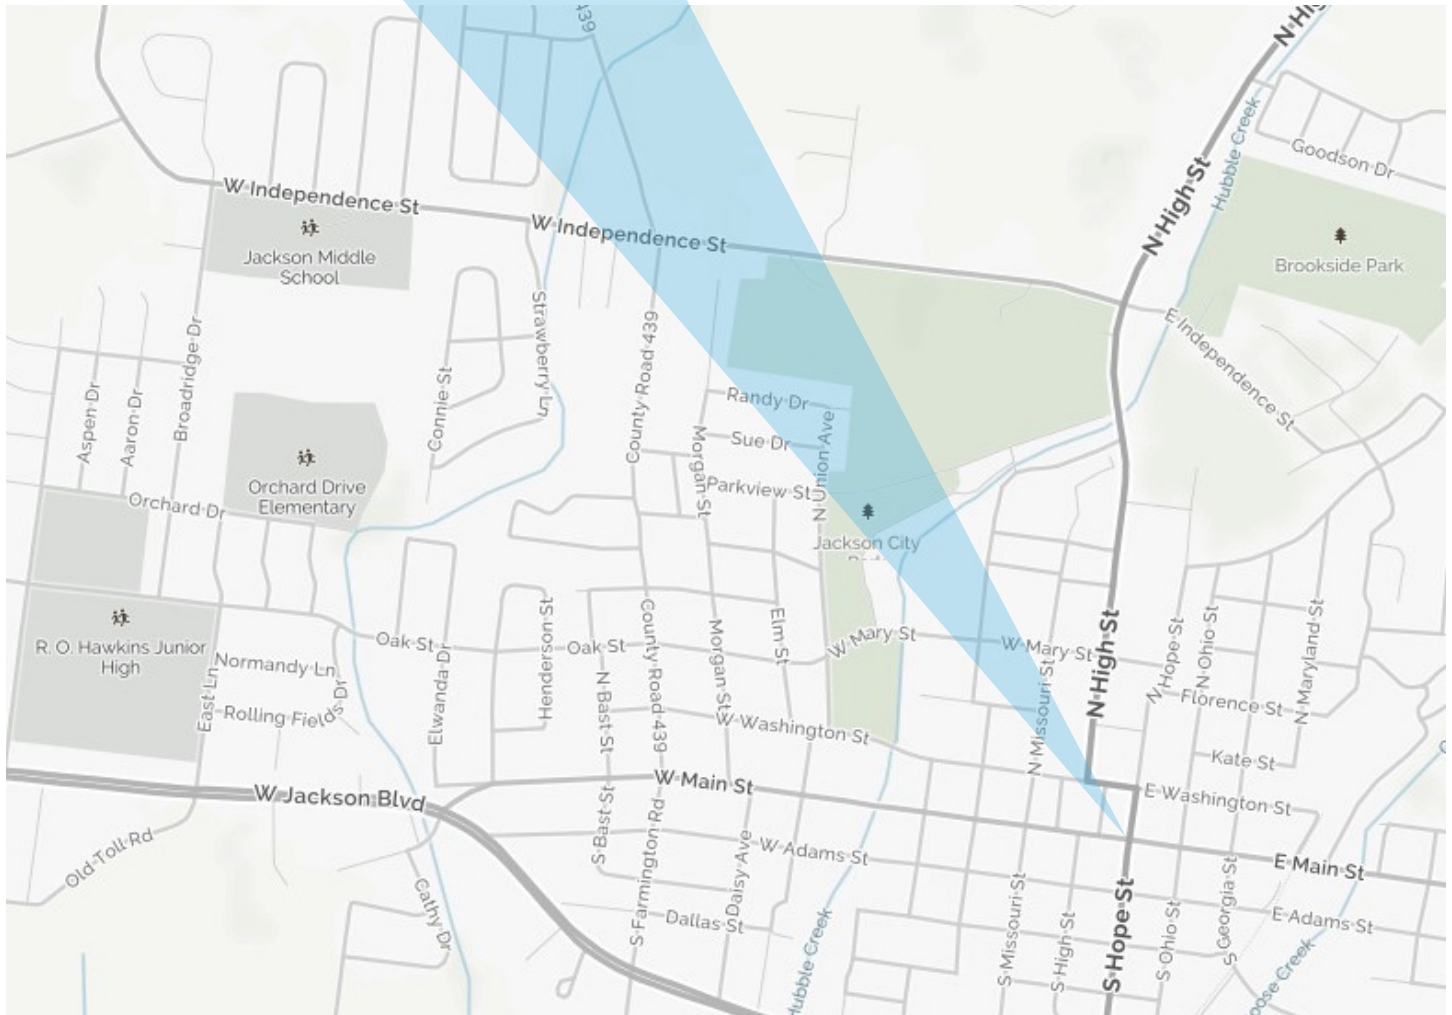 439
N High
Goodson Dr
Hubble Creek
N High St
W Independence St
W Independence St
Jackson Middle
School
Brookside Park
E Independence St
Strawberry Ln
County Road 439
Broadridge Dr
Aspen Dr
Aaron Dr
Connie St
Randy Dr
Sue Dr
N Union Ave
Morgan St
Parkview St
Orchard Drive
Elementary
Orchard Dr
Jackson City
R. O. Hawkins Junior
High
Oak St
Oak St
Henderson St
County Road 439
Morgan St
Elm St
W Mary St
W Mary St
N High St
N Hope St
N Ohio St
N Maryland St
Normandy Ln
Rolling Fields Dr
East Ln
Elwanda Dr
N Bast St
W Washington St
N Missouri St
Florence St
Kate St
E Washington St
W Jackson Blvd
W Main St
S Bast St
S Farmington Rd
Daisy Ave
W Adams St
E Main St
Old Toll Rd
Cathy Dr
Dallas St
Hubble Creek
S Missouri St
S High St
S Hope St
S Ohio St
S Georgia St
E Adams St
oose Creek